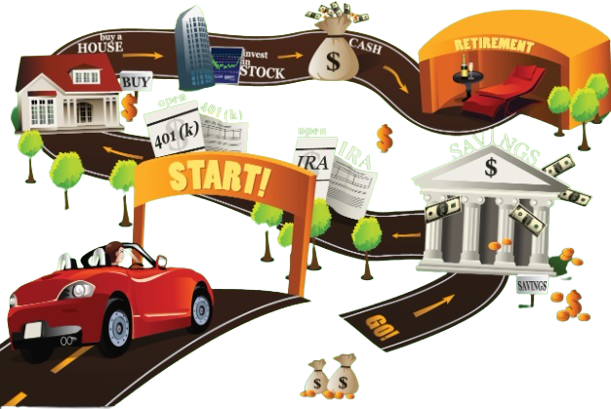 buy a
HOUSE
invest
in
STOCK
$
CASH
RETIREMENT
BUY
$
open
401(k)
401(k)
open
IRA
IRA
$
SAVINGS
$
START!
GO!
SAVINGS
$
$
$